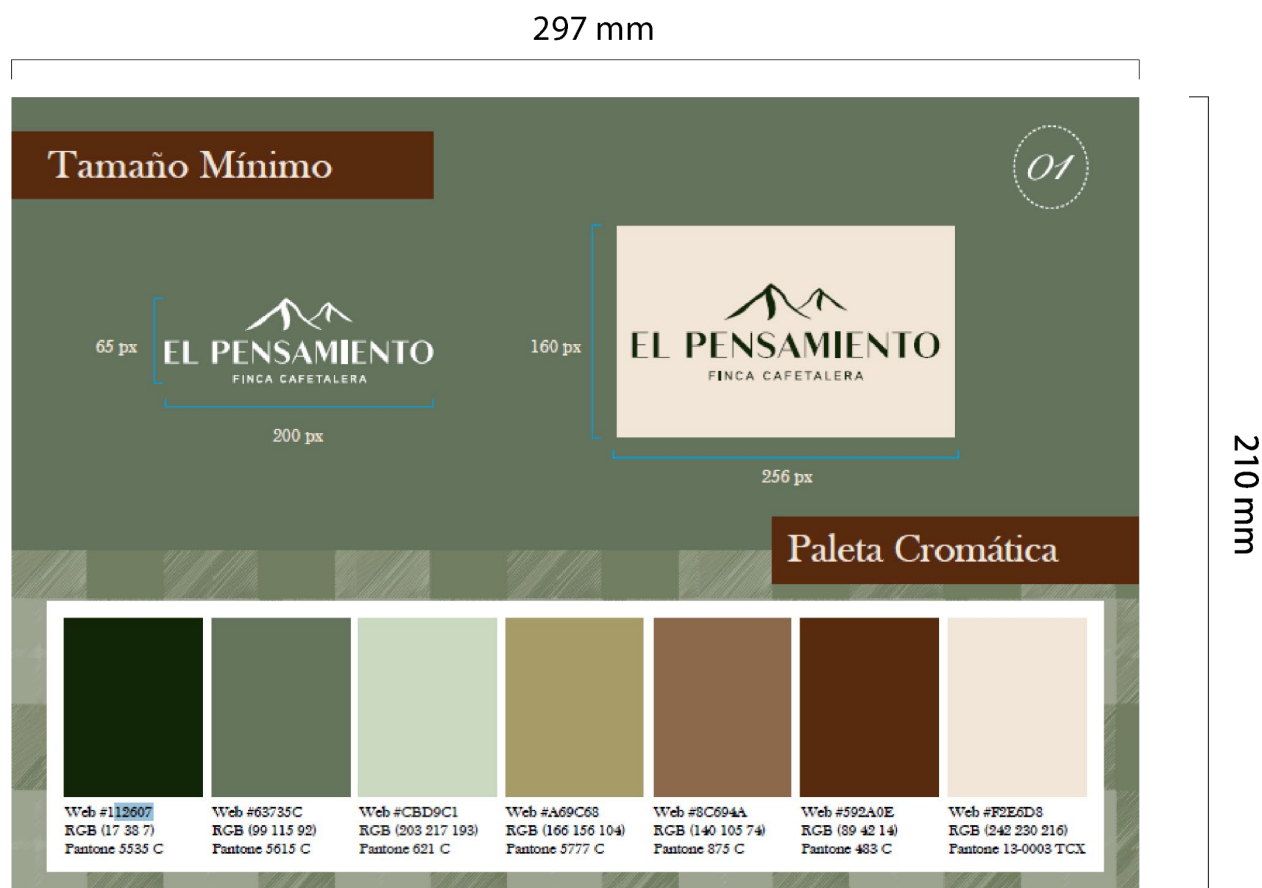 297 mm
Tamaño Mínimo
01
65 px
EL PENSAMIENTO
FINCA CAFETALERA
200 px
160 px
EL PENSAMIENTO
FINCA CAFETALERA
256 px
210 mm
Paleta Cromática
Web #112607
RGB (17 38 7)
Pantone 5535 C
Web #63735C
RGB (99 115 92)
Pantone 5615 C
Web #CBD9C1
RGB (203 217 193)
Pantone 621 C
Web #A69C68
RGB (166 156 104)
Pantone 5777 C
Web #8C694A
RGB (140 105 74)
Pantone 875 C
Web #592A0E
RGB (89 42 14)
Pantone 483 C
Web #F2E6D8
RGB (242 230 216)
Pantone 13-0003 TCX